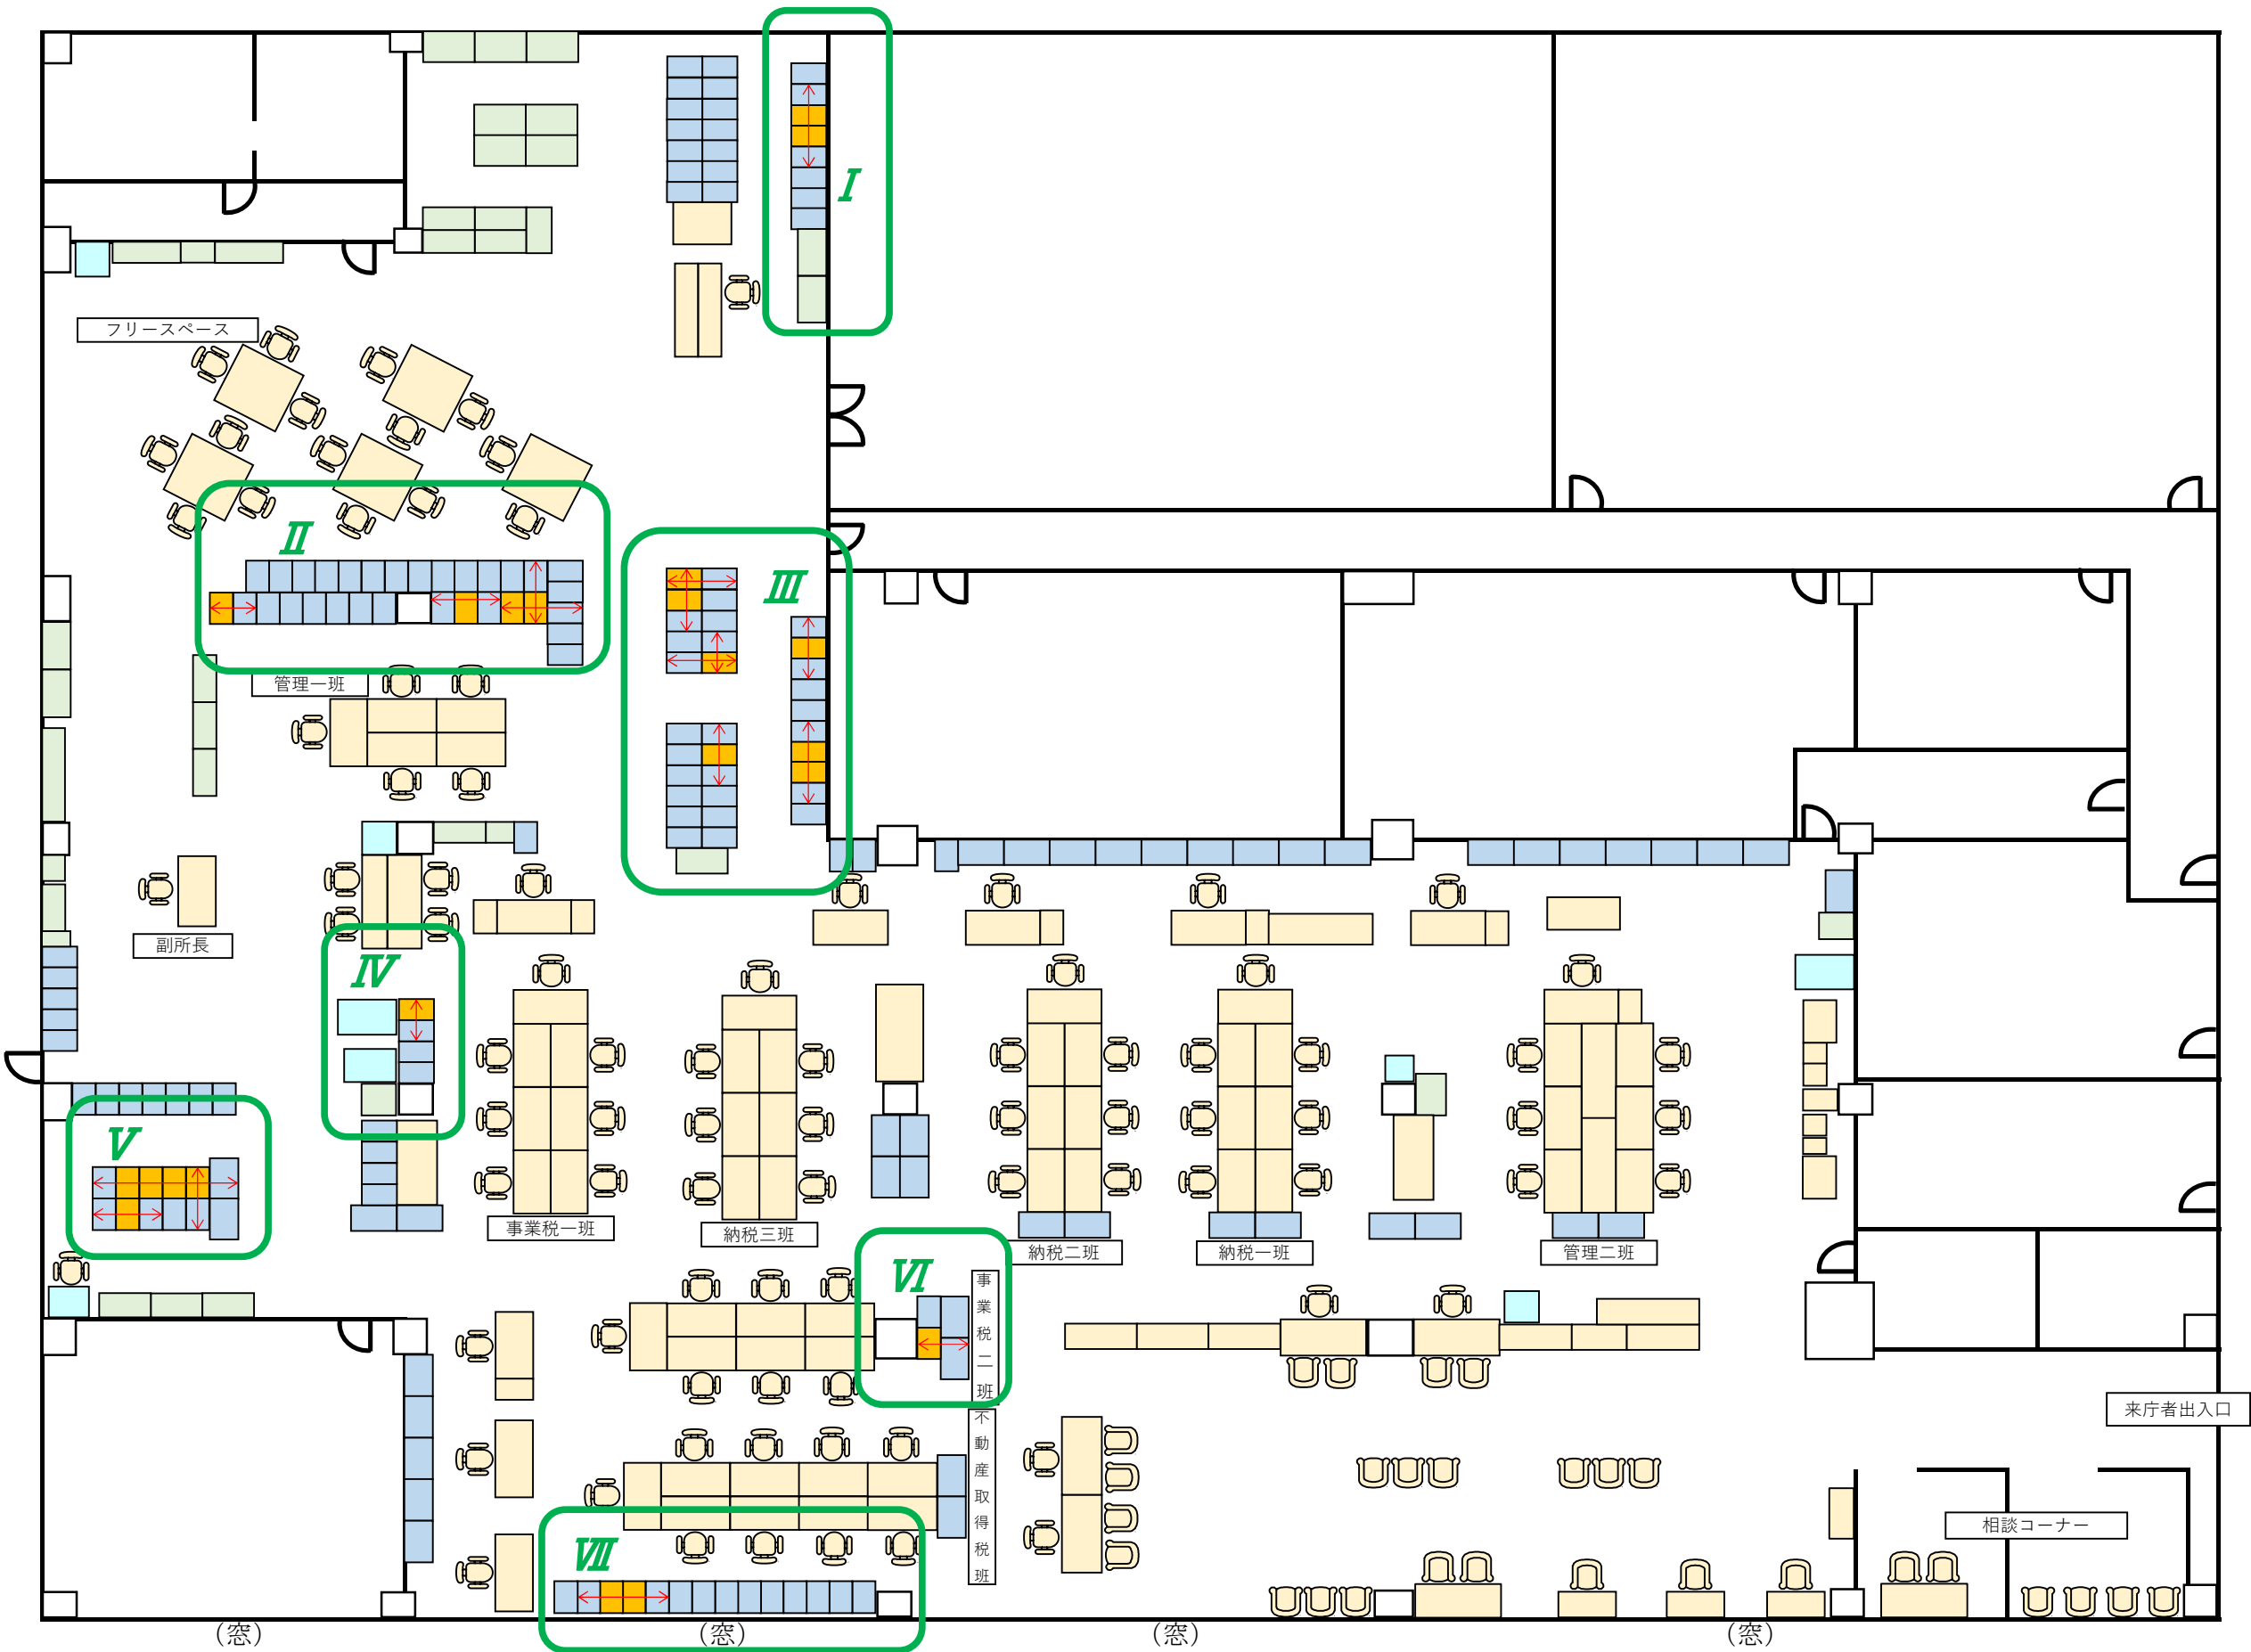 Ⅰ
フリースペース
Ⅱ
Ⅲ
管理一班
副所長
Ⅳ
Ⅴ
事業税一班
納税三班
納税二班
納税一班
管理二班
Ⅵ
事業税二班
不動産取得税班
来庁者出入口
相談コーナー
Ⅶ
（窓）
（窓）
（窓）
（窓）